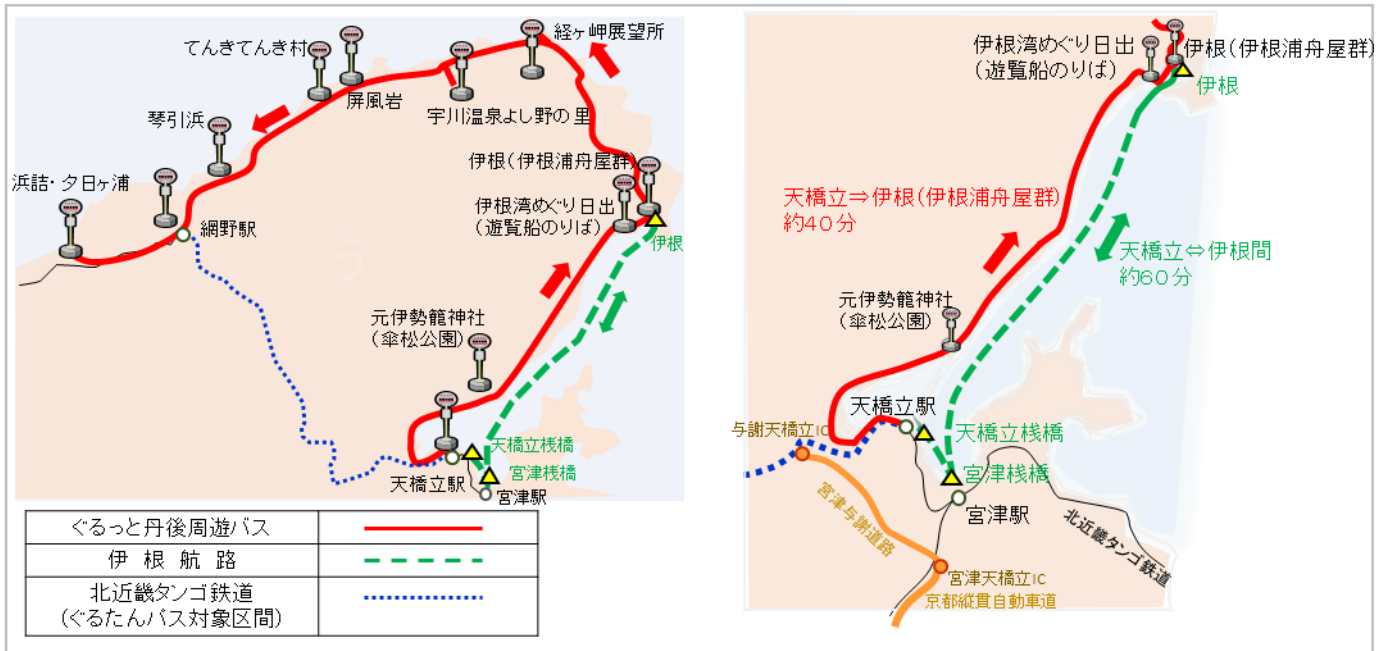 経ヶ岬展望所
てんきてんき村
屏風岩
宇川温泉よし野の里
琴引浜
浜詰・夕日ヶ浦
網野駅
伊根(伊根浦舟屋群)
伊根湾めぐり日出
(遊覧船のりば)
伊根
う
元伊勢籠神社
(傘松公園)
天橋立桟橋
宮津桟橋
天橋立駅
宮津駅
ぐるっと丹後周遊バス
伊根航路
北近畿タンゴ鉄道
(ぐるたんバス対象区間)
伊根湾めぐり日出
(遊覧船のりば)
伊根(伊根浦舟屋群)
伊根
天橋立⇒伊根(伊根浦舟屋群)
約40分
天橋立⇔伊根間
約60分
元伊勢籠神社
(傘松公園)
天橋立駅
与謝天橋立IC
天橋立桟橋
宮津桟橋
宮津駅
宮津与謝道路
北近畿タンゴ鉄道
宮津天橋立IC
京都縦貫自動車道